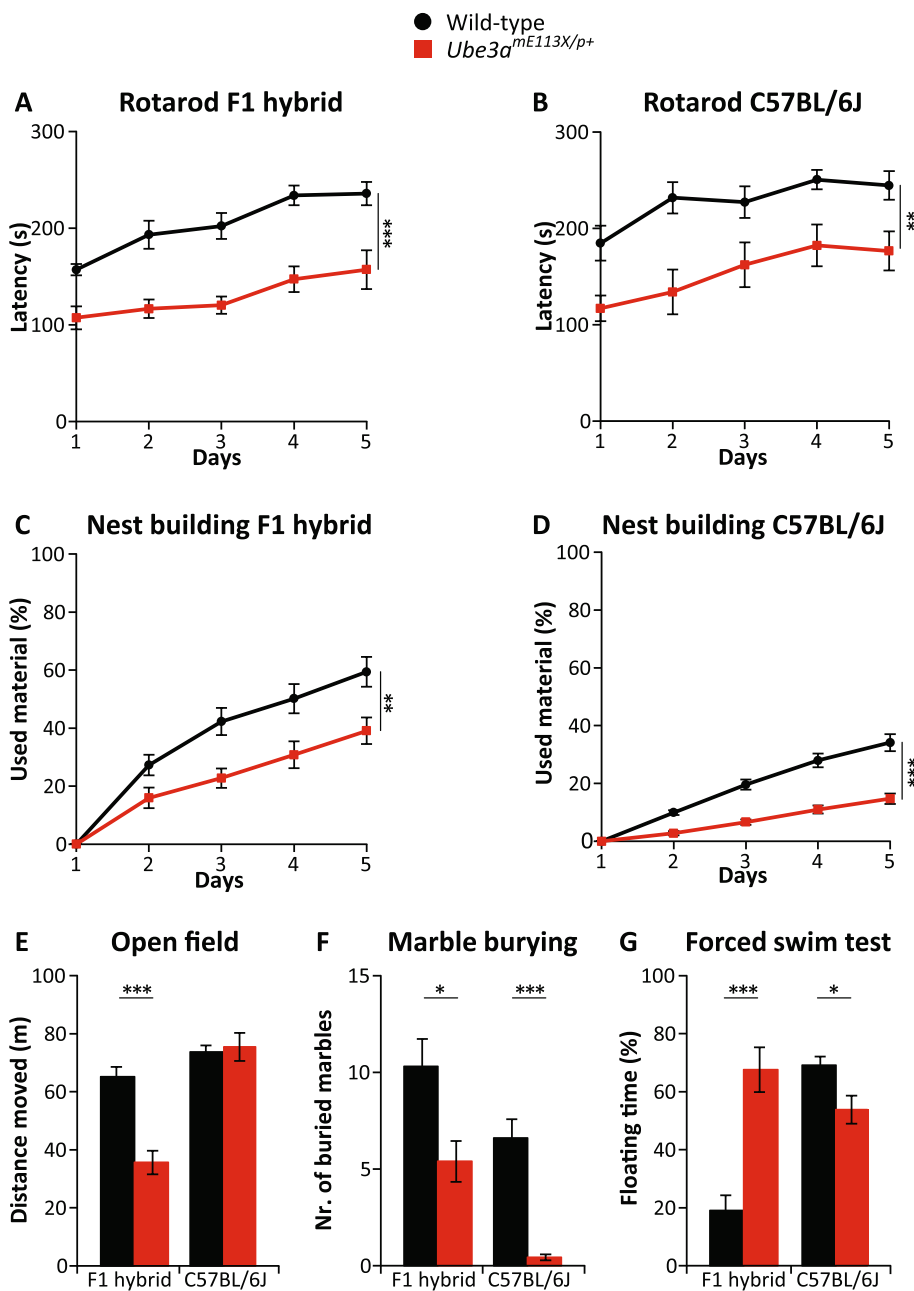 Wild-type
Ube3a^mE113X/p+
A Rotarod F1 hybrid
300
200
100
0
Latency (s)
1 2 3 4 5
Days
***
B Rotarod C57BL/6J
300
200
100
0
Latency (s)
1 2 3 4 5
Days
**
C Nest building F1 hybrid
100
80
60
40
20
0
Used material (%)
1 2 3 4 5
Days
**
D Nest building C57BL/6J
100
80
60
40
20
0
Used material (%)
1 2 3 4 5
Days
***
E Open field
100
80
60
40
20
0
Distance moved (m)
***
F1 hybrid C57BL/6J
F Marble burying
15
10
5
0
Nr. of buried marbles
* ***
F1 hybrid C57BL/6J
G Forced swim test
100
80
60
40
20
0
Floating time (%)
*** *
F1 hybrid C57BL/6J